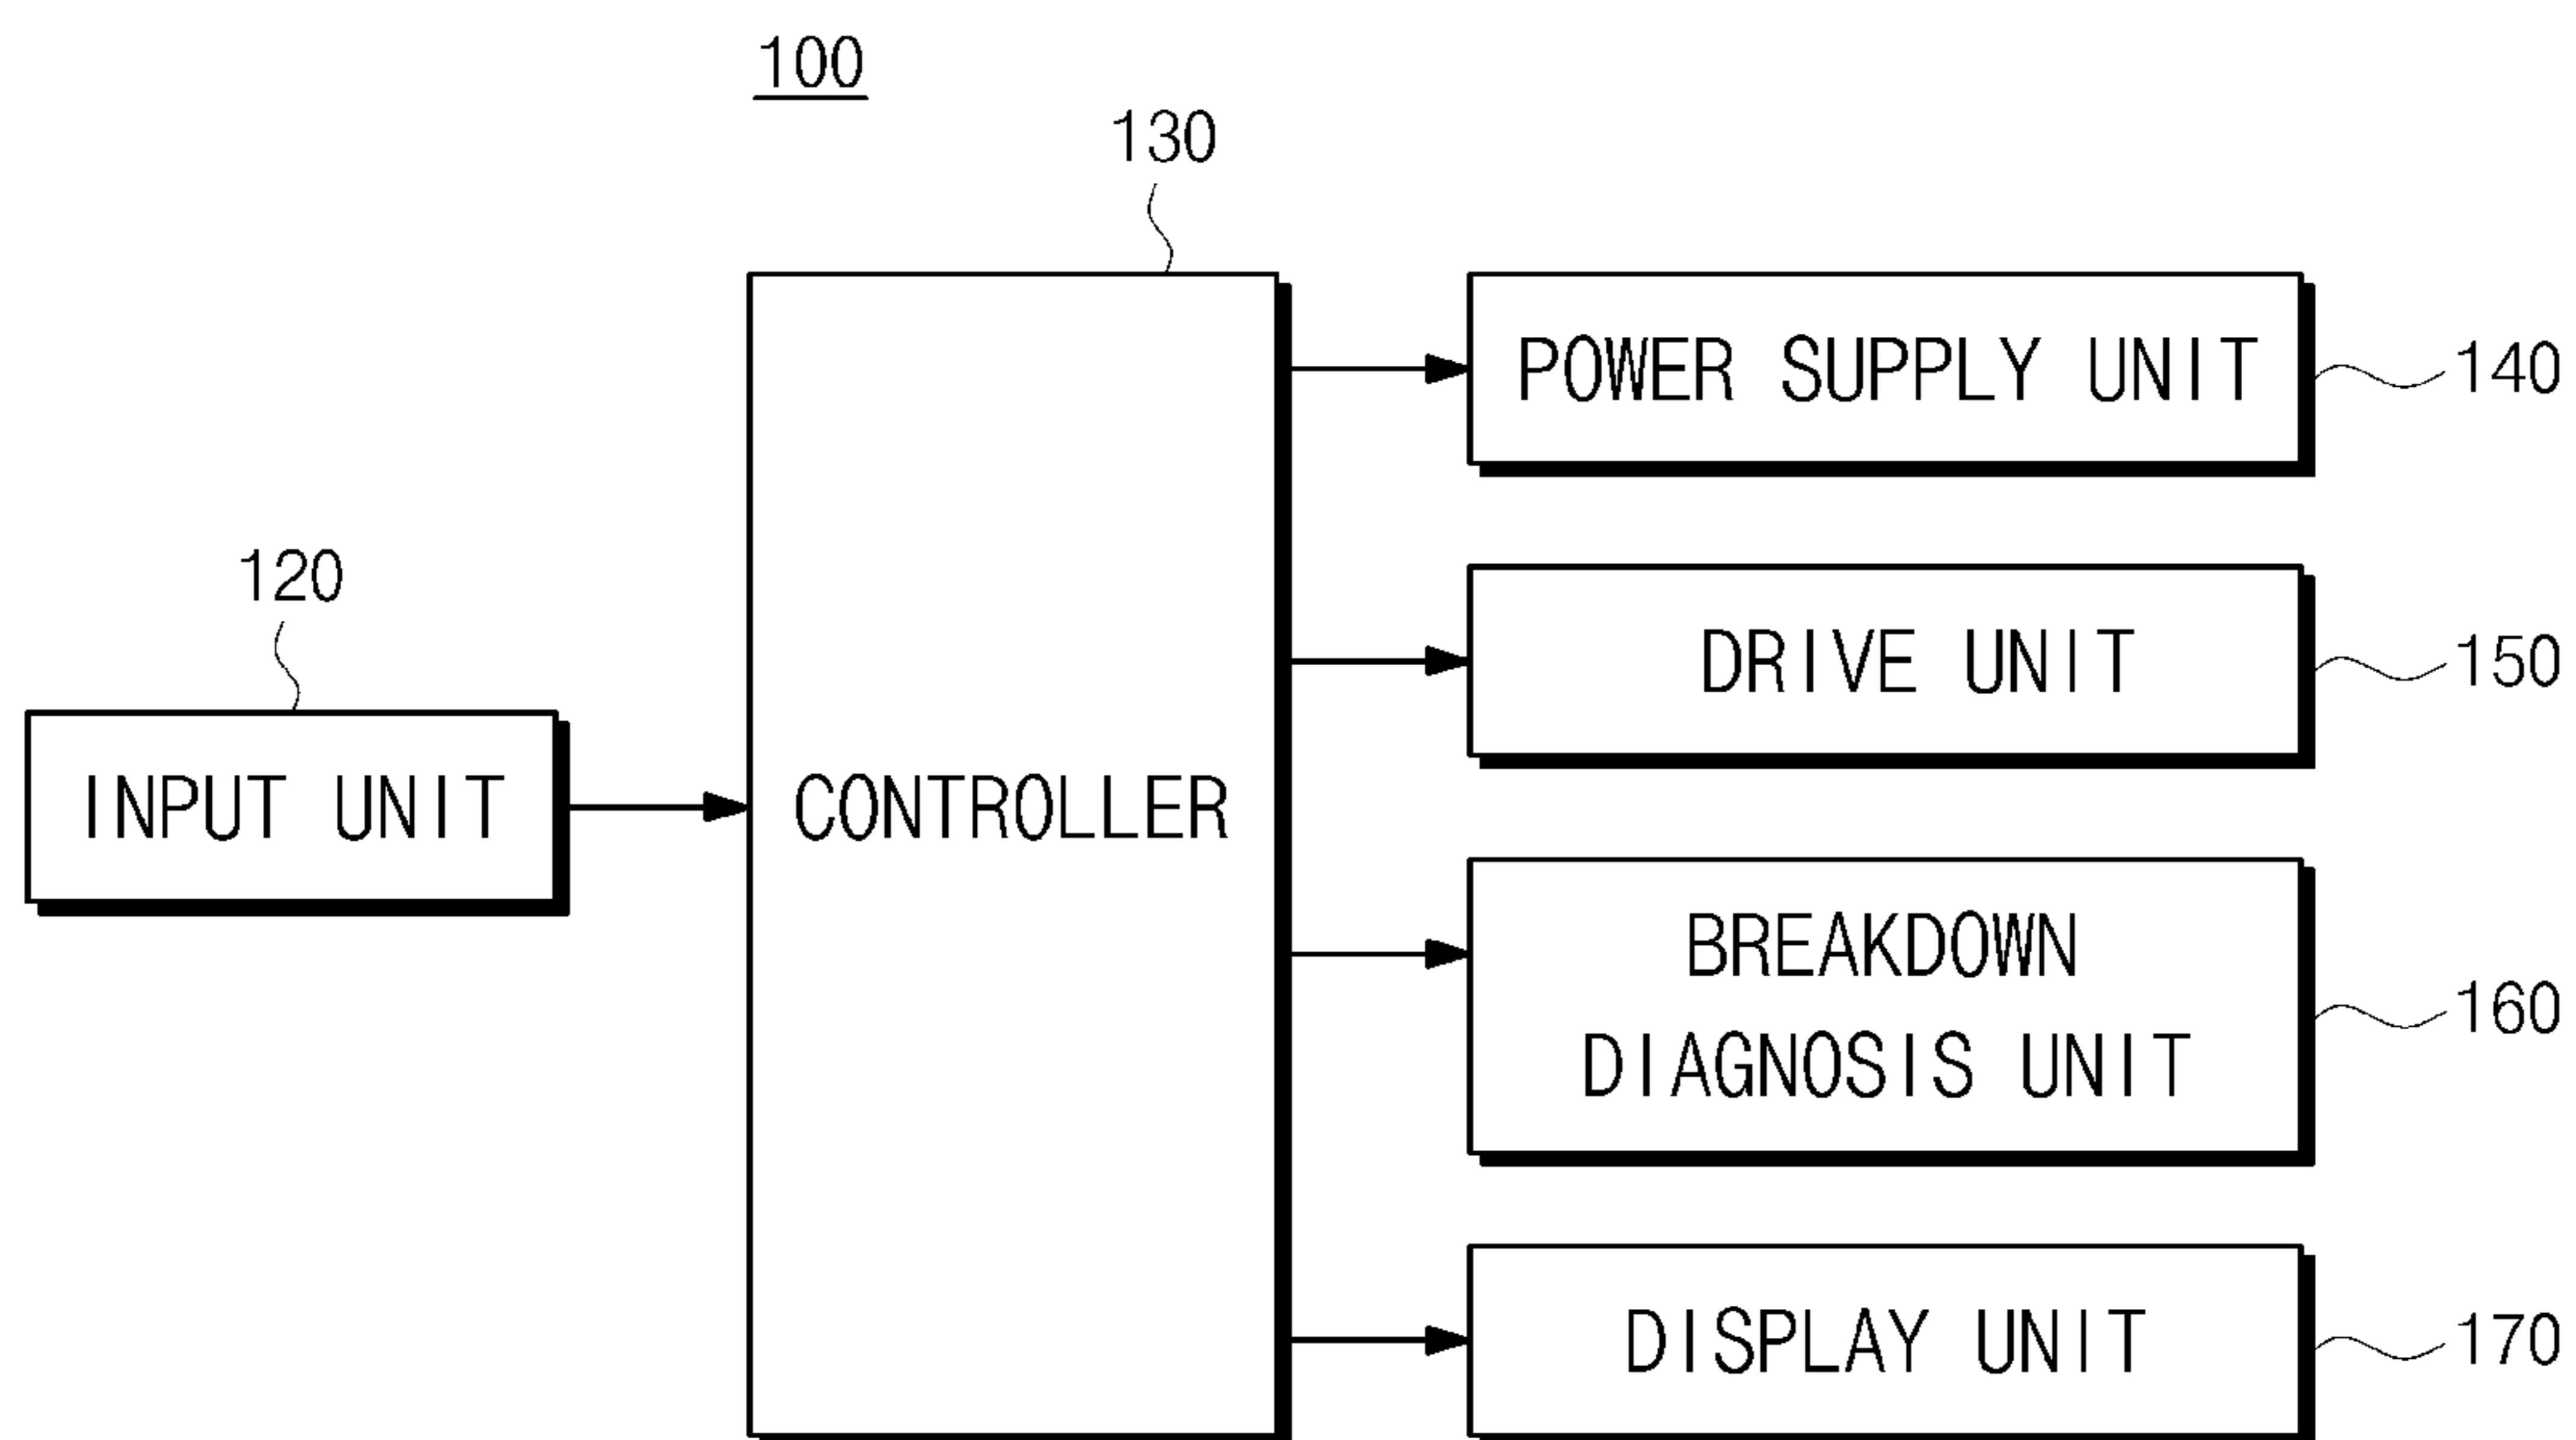 100
130
POWER SUPPLY UNIT
140
120
DRIVE UNIT
150
INPUT UNIT
CONTROLLER
BREAKDOWN
DIAGNOSIS UNIT
160
DISPLAY UNIT
170